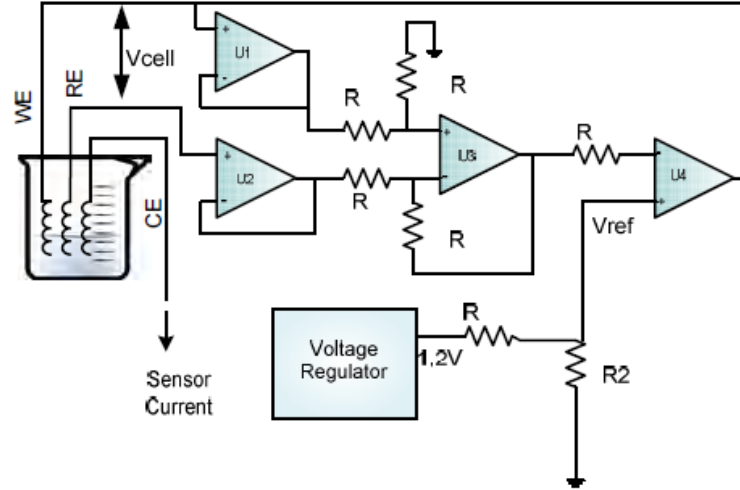 U1
+
-
Vcell
WE
RE
CE
R
R
U2
+
-
R
R
U3
+
-
R
U4
-
+
Vref
Voltage
Regulator
1,2V
R
R2
Sensor
Current